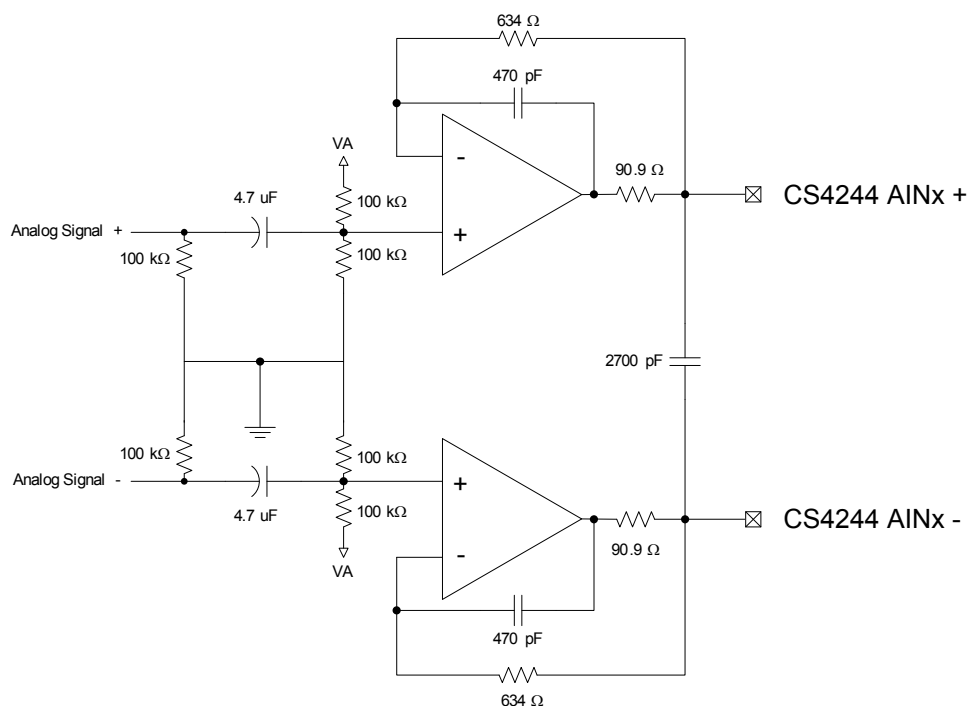 634 Ω
470 pF
-
+
90.9 Ω
CS4244 AINx +
VA
100 kΩ
4.7 uF
Analog Signal +
100 kΩ
100 kΩ
2700 pF
100 kΩ
100 kΩ
Analog Signal -
4.7 uF
100 kΩ
VA
+
-
90.9 Ω
CS4244 AINx -
470 pF
634 Ω